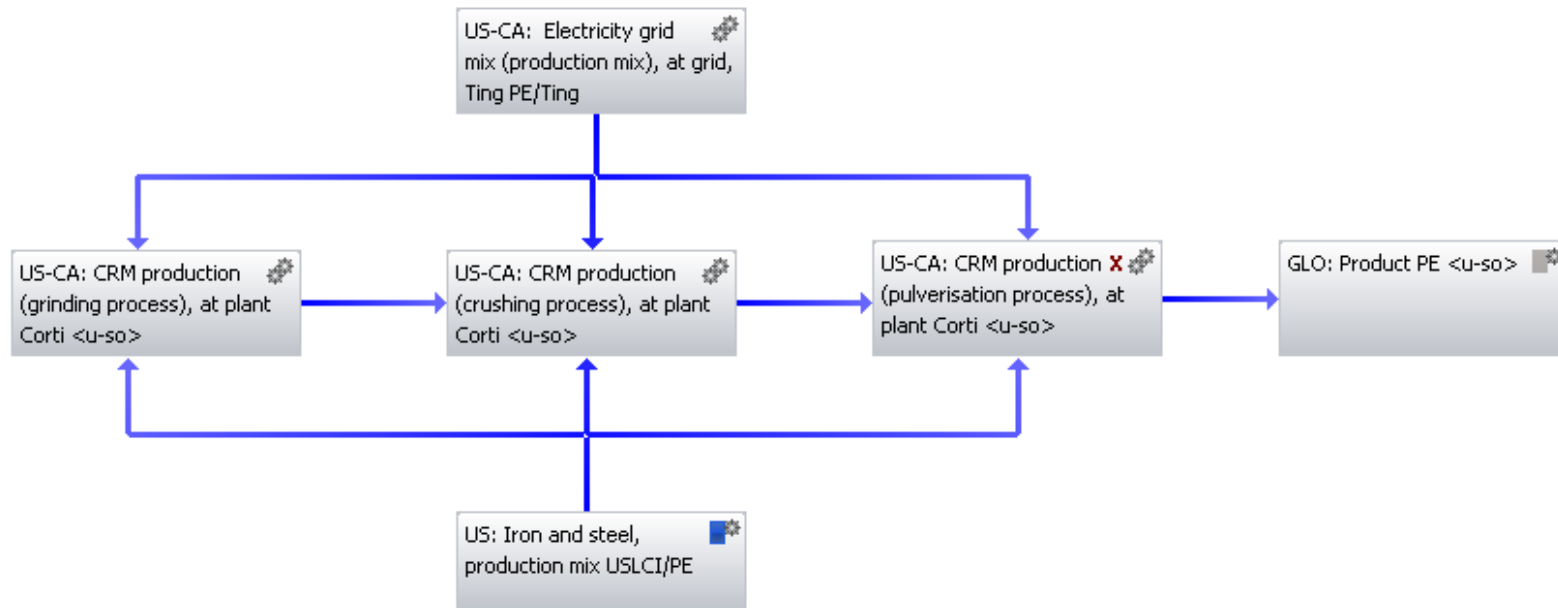 US-CA:  Electricity grid
mix (production mix), at grid,
Ting PE/Ting
US-CA: CRM production
(grinding process), at plant
Corti <u-so>
US-CA: CRM production
(crushing process), at plant
Corti <u-so>
US-CA: CRM production X
(pulverisation process), at
plant Corti <u-so>
GLO: Product PE <u-so>
US: Iron and steel,
production mix USLCI/PE